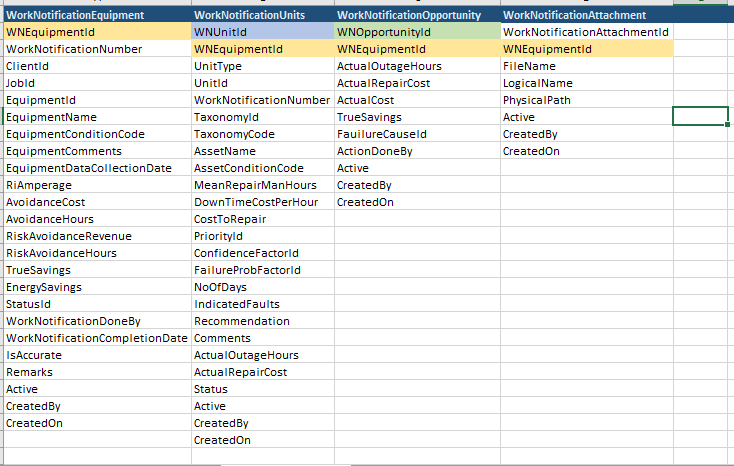 WorkNotificationEquipment WorkNotificationUnits WorkNotificationOpportunity WorkNotificationAttachment
WNEquipmentId WNUnitId WNOpportunityId WorkNotificationAttachmentId
WorkNotificationNumber WNEquipmentId WNEquipmentId WNEquipmentId
ClientId UnitType ActualOutageHours FileName
JobId UnitId ActualRepairCost LogicalName
EquipmentId WorkNotificationNumber ActualCost PhysicalPath
EquipmentName TaxonomyId TrueSavings Active
EquipmentConditionCode TaxonomyCode FauilureCauseId CreatedBy
EquipmentComments AssetName ActionDoneBy CreatedOn
EquipmentDataCollectionDate AssetConditionCode Active
RiAmperage MeanRepairManHours CreatedBy
AvoidanceCost DownTimeCostPerHour CreatedOn
AvoidanceHours CostToRepair
RiskAvoidanceRevenue PriorityId
RiskAvoidanceHours ConfidenceFactorId
TrueSavings FailureProbFactorId
EnergySavings NoOfDays
StatusId IndicatedFaults
WorkNotificationDoneBy Recommendation
WorkNotificationCompletionDate Comments
IsAccurate ActualOutageHours
Remarks ActualRepairCost
Active Status
CreatedBy Active
CreatedOn CreatedBy
CreatedOn